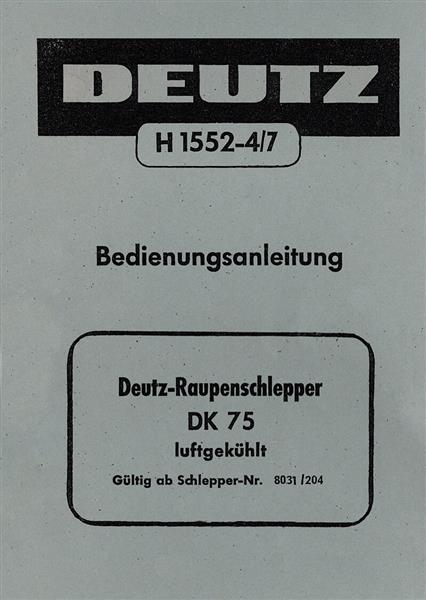 DEUTZ
H 1552-4/7
Bedienungsanleitung
Deutz-Raupenschlepper
DK 75
luftgekühlt
Gültig ab Schlepper-Nr. 8031/204